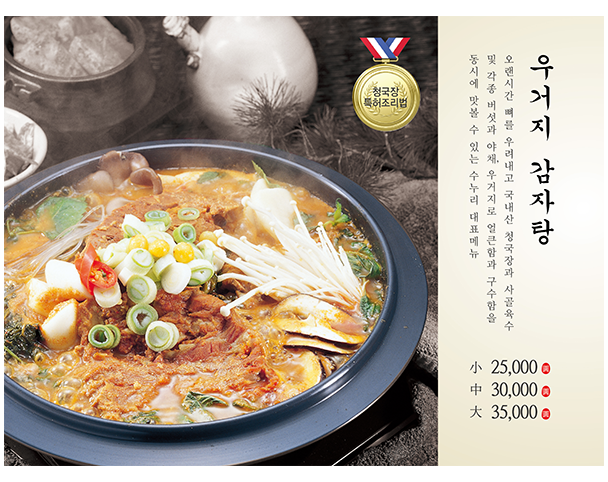 청국장
특허조리법
우거지 감자탕
오랜시간 뼈를 우려내고 국내산 청국장과 사골육수
및 각종 버섯과 야채, 우거지로 얼큰함과 구수함을
동시에 맛볼 수 있는 수누리 대표메뉴
小 25,000
中 30,000
大 35,000